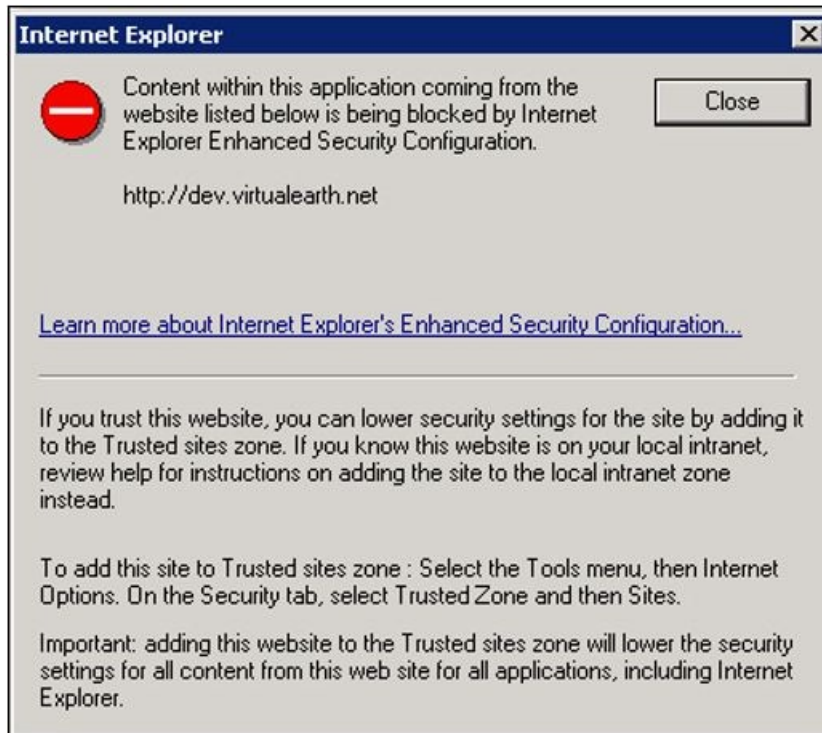 Internet Explorer
Content within this application coming from the
website listed below is being blocked by Internet
Explorer Enhanced Security Configuration.
Close
http://dev.virtualearth.net
Learn more about Internet Explorer's Enhanced Security Configuration...
If you trust this website, you can lower security settings for the site by adding it
to the Trusted sites zone. If you know this website is on your local intranet,
review help for instructions on adding the site to the local intranet zone
instead.
To add this site to Trusted sites zone : Select the Tools menu, then Internet
Options. On the Security tab, select Trusted Zone and then Sites.
Important: adding this website to the Trusted sites zone will lower the security
settings for all content from this web site for all applications, including Internet
Explorer.